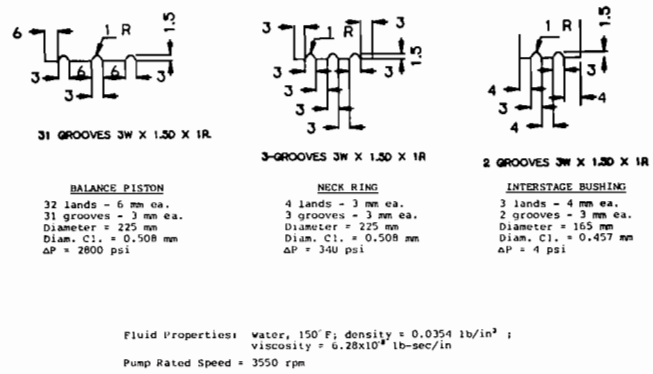 6
1 R
1.5
3
6
6
3
3
31 GROOVES 3W X 1.5D X 1R
3
1 R
3
1.5
3
3
3
3
3-GROOVES 3W X 1.5D X 1R
1.5
4
3
3
4
4
2 GROOVES 3W X 1.5D X 1R
BALANCE PISTON
32 lands - 6 mm ea.
31 grooves - 3 mm ea.
Diameter = 225 mm
Diam. Cl. = 0.508 mm
ΔP = 2800 psi
NECK RING
4 lands - 3 mm ea.
3 grooves - 3 mm ea.
Diameter = 225 mm
Diam. Cl. = 0.508 mm
ΔP = 340 psi
INTERSTAGE BUSHING
3 lands - 4 mm ea.
2 grooves - 3 mm ea.
Diameter = 165 mm
Diam. Cl. = 0.457 mm
ΔP = 4 psi
Fluid Properties: Water, 150°F; density = 0.0354 lb/in³ ;
viscosity = 6.28X10⁻⁸ lb-sec/in
Pump Rated Speed = 3550 rpm